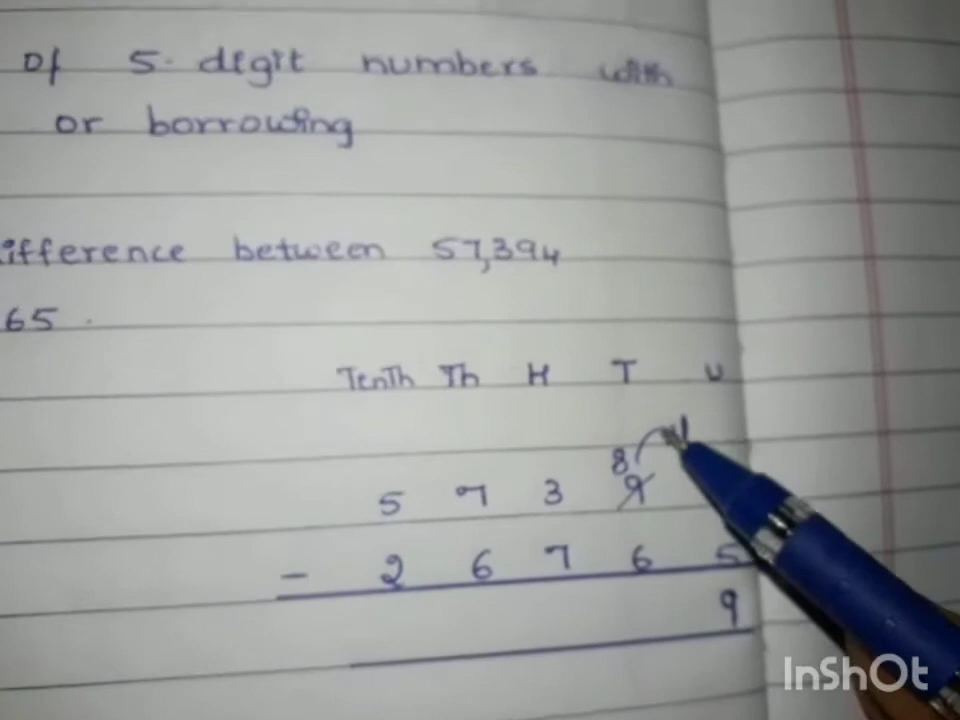 Of 5. digit numbers with
or borrowing
ifference between 57,394
65.
TenTh Th H T U
8
5 7 3 9
- 2 6 7 6 5
9
InShOt